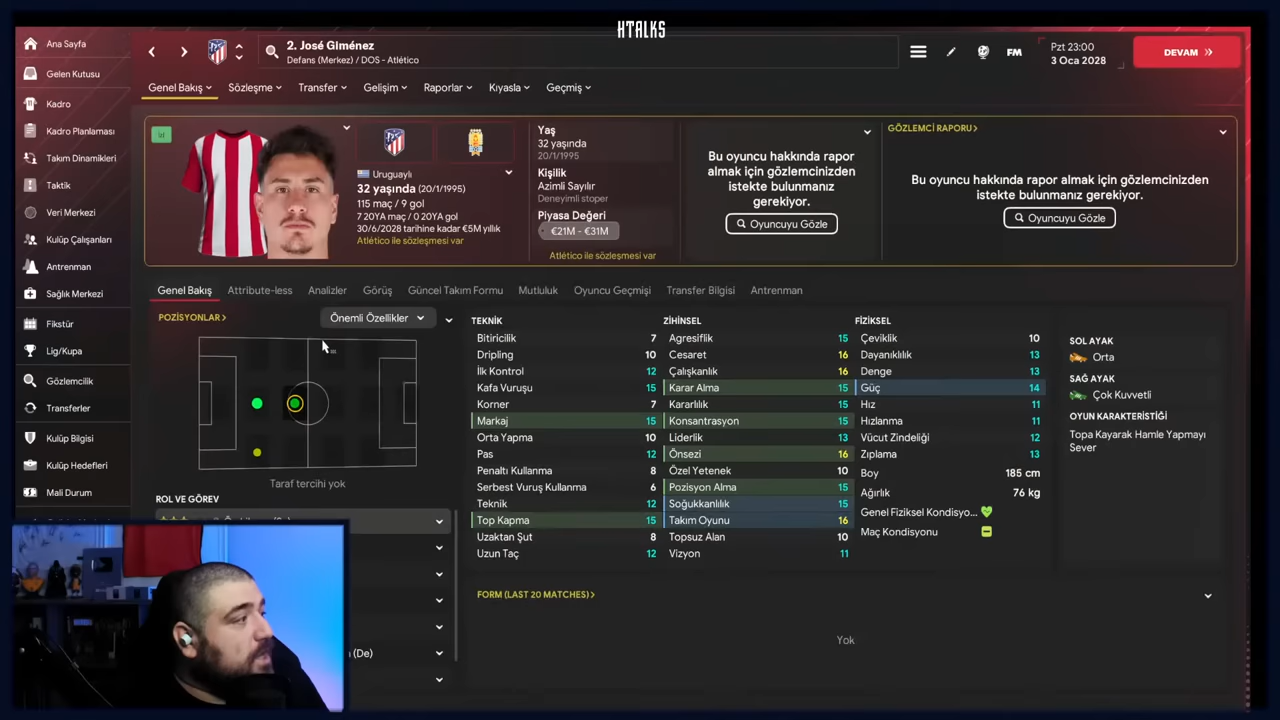 HTALKS
Ana Sayfa
Gelen Kutusu
Kadro
Kadro Planlaması
Takım Dinamikleri
Taktik
Veri Merkezi
Kulüp Çalışanları
Antrenman
Sağlık Merkezi
Fikstür
Lig/Kupa
Gözlemcilik
Transferler
Kulüp Bilgisi
Kulüp Hedefleri
Mali Durum
2. José Giménez
Defans (Merkez) / DOS - Atlético
FM
Pzt 23:00
3 Oca 2028
DEVAM
Genel Bakış
Sözleşme
Transfer
Gelişim
Raporlar
Kıyasla
Geçmiş
Uruguaylı
32 yaşında (20/1/1995)
115 maç / 9 gol
7 20YA maç / 0 20YA gol
30/6/2028 tarihine kadar €5M yıllık
Atlético ile sözleşmesi var
Yaş
32 yaşında
20/1/1995
Kişilik
Azimli Sayılır
Deneyimli stoper
Piyasa Değeri
€21M - €31M
Atlético ile sözleşmesi var
Bu oyuncu hakkında rapor
almak için gözlemcinizden
istekte bulunmanız
gerekiyor.
Oyuncuyu Gözle
GÖZLEMCİ RAPORU
Bu oyuncu hakkında rapor almak için gözlemcinizden
istekte bulunmanız gerekiyor.
Oyuncuyu Gözle
Genel Bakış
Attribute-less
Analizler
Görüş
Güncel Takım Formu
Mutluluk
Oyuncu Geçmişi
Transfer Bilgisi
Antrenman
POZİSYONLAR
Önemli Özellikler
Taraf tercihi yok
ROL VE GÖREV
(De)
TEKNİK
Bitiricilik 7
Dripling 10
İlk Kontrol 12
Kafa Vuruşu 15
Korner 7
Markaj 15
Orta Yapma 10
Pas 12
Penaltı Kullanma 8
Serbest Vuruş Kullanma 6
Teknik 12
Top Kapma 15
Uzaktan Şut 8
Uzun Taç 12
ZİHİNSEL
Agresiflik 15
Cesaret 16
Çalışkanlık 16
Karar Alma 15
Kararlılık 15
Konsantrasyon 15
Liderlik 13
Önsezi 16
Özel Yetenek 10
Pozisyon Alma 15
Soğukkanlılık 15
Takım Oyunu 16
Topsuz Alan 10
Vizyon 11
FİZİKSEL
Çeviklik 10
Dayanıklılık 13
Denge 13
Güç 14
Hız 11
Hızlanma 11
Vücut Zindeliği 12
Zıplama 13
Boy 185 cm
Ağırlık 76 kg
Genel Fiziksel Kondisyo...
Maç Kondisyonu
SOL AYAK
Orta
SAĞ AYAK
Çok Kuvvetli
OYUN KARAKTERİSTİĞİ
Topa Kayarak Hamle Yapmayı
Sever
FORM (LAST 20 MATCHES)
Yok